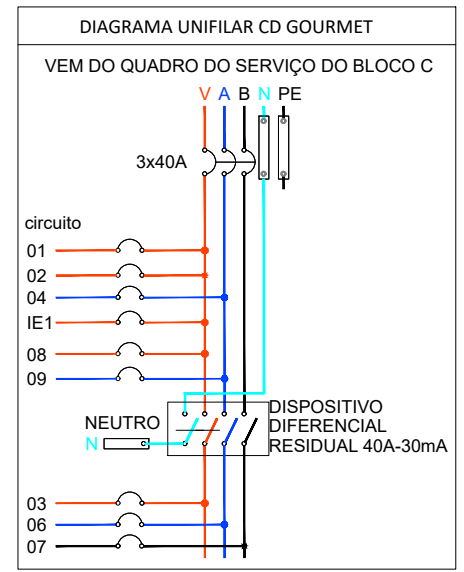 DIAGRAMA UNIFILAR CD GOURMET
VEM DO QUADRO DO SERVIÇO DO BLOCO C
V A B N PE
3x40A
circuito
01
02
04
IE1
08
09
NEUTRO
N
DISPOSITIVO
DIFERENCIAL
RESIDUAL 40A-30mA
03
06
07